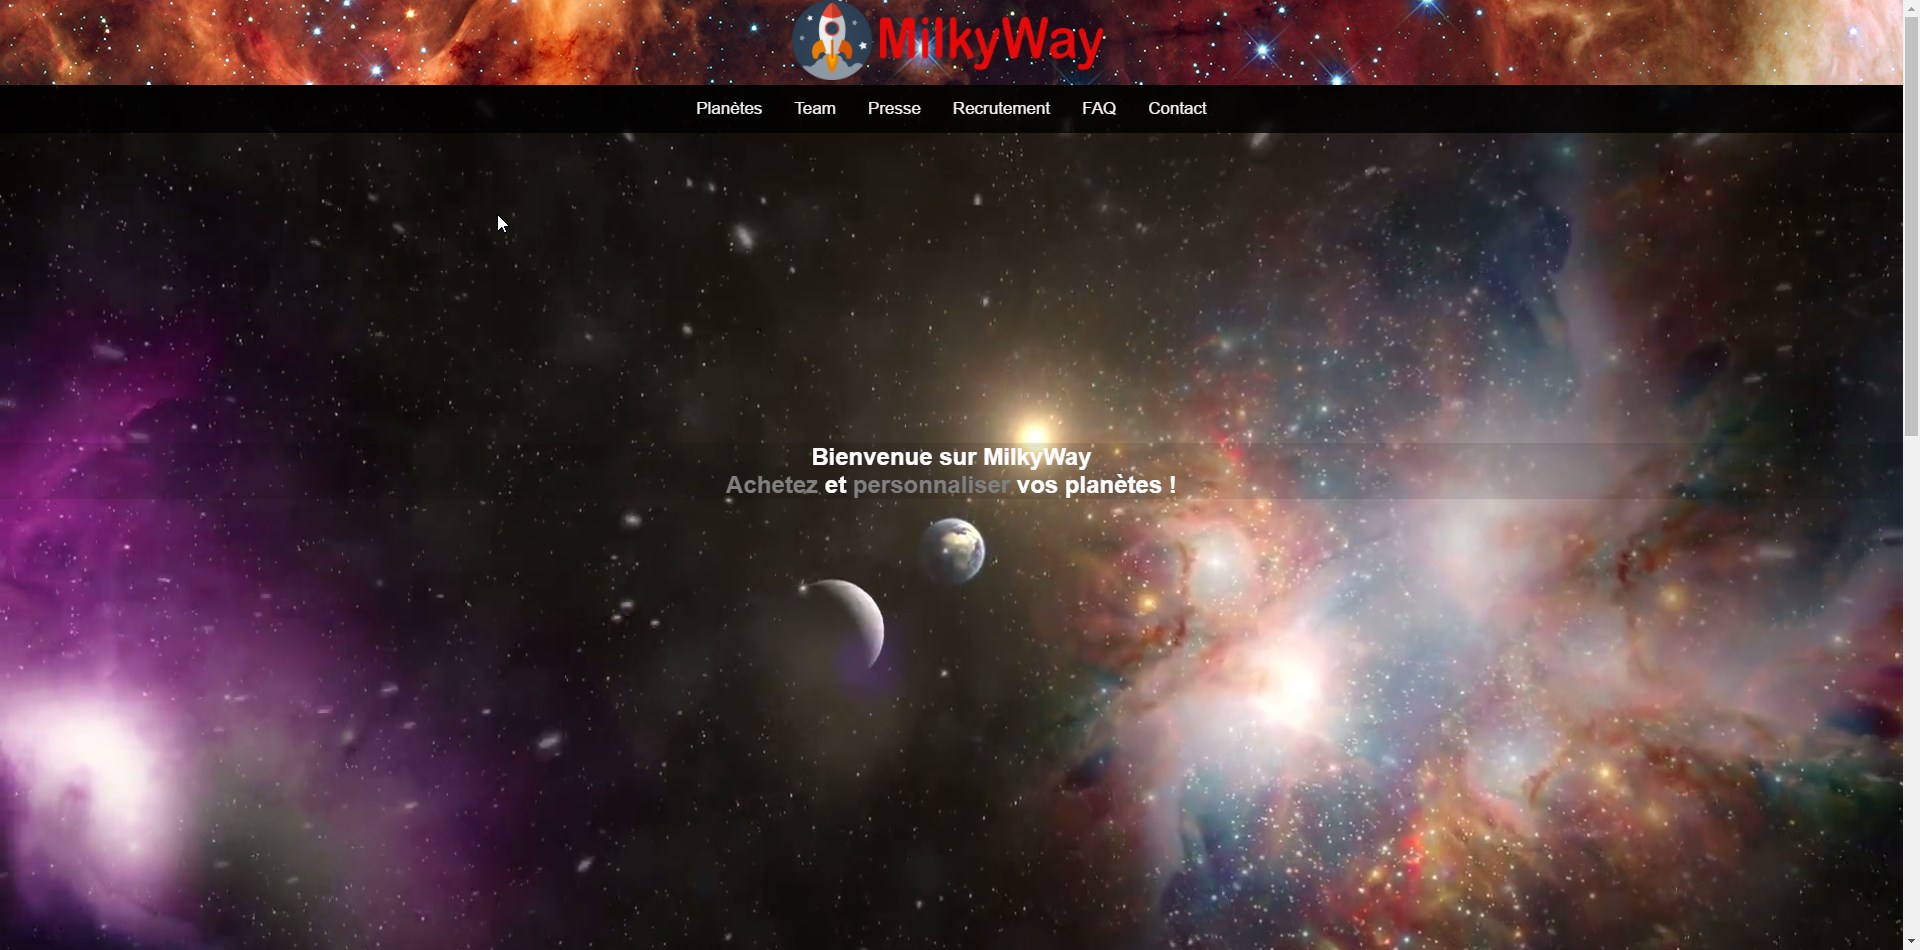 MilkyWay
Planètes Team Presse Recrutement FAQ Contact
Bienvenue sur MilkyWay
Achetez et personnaliser vos planètes !